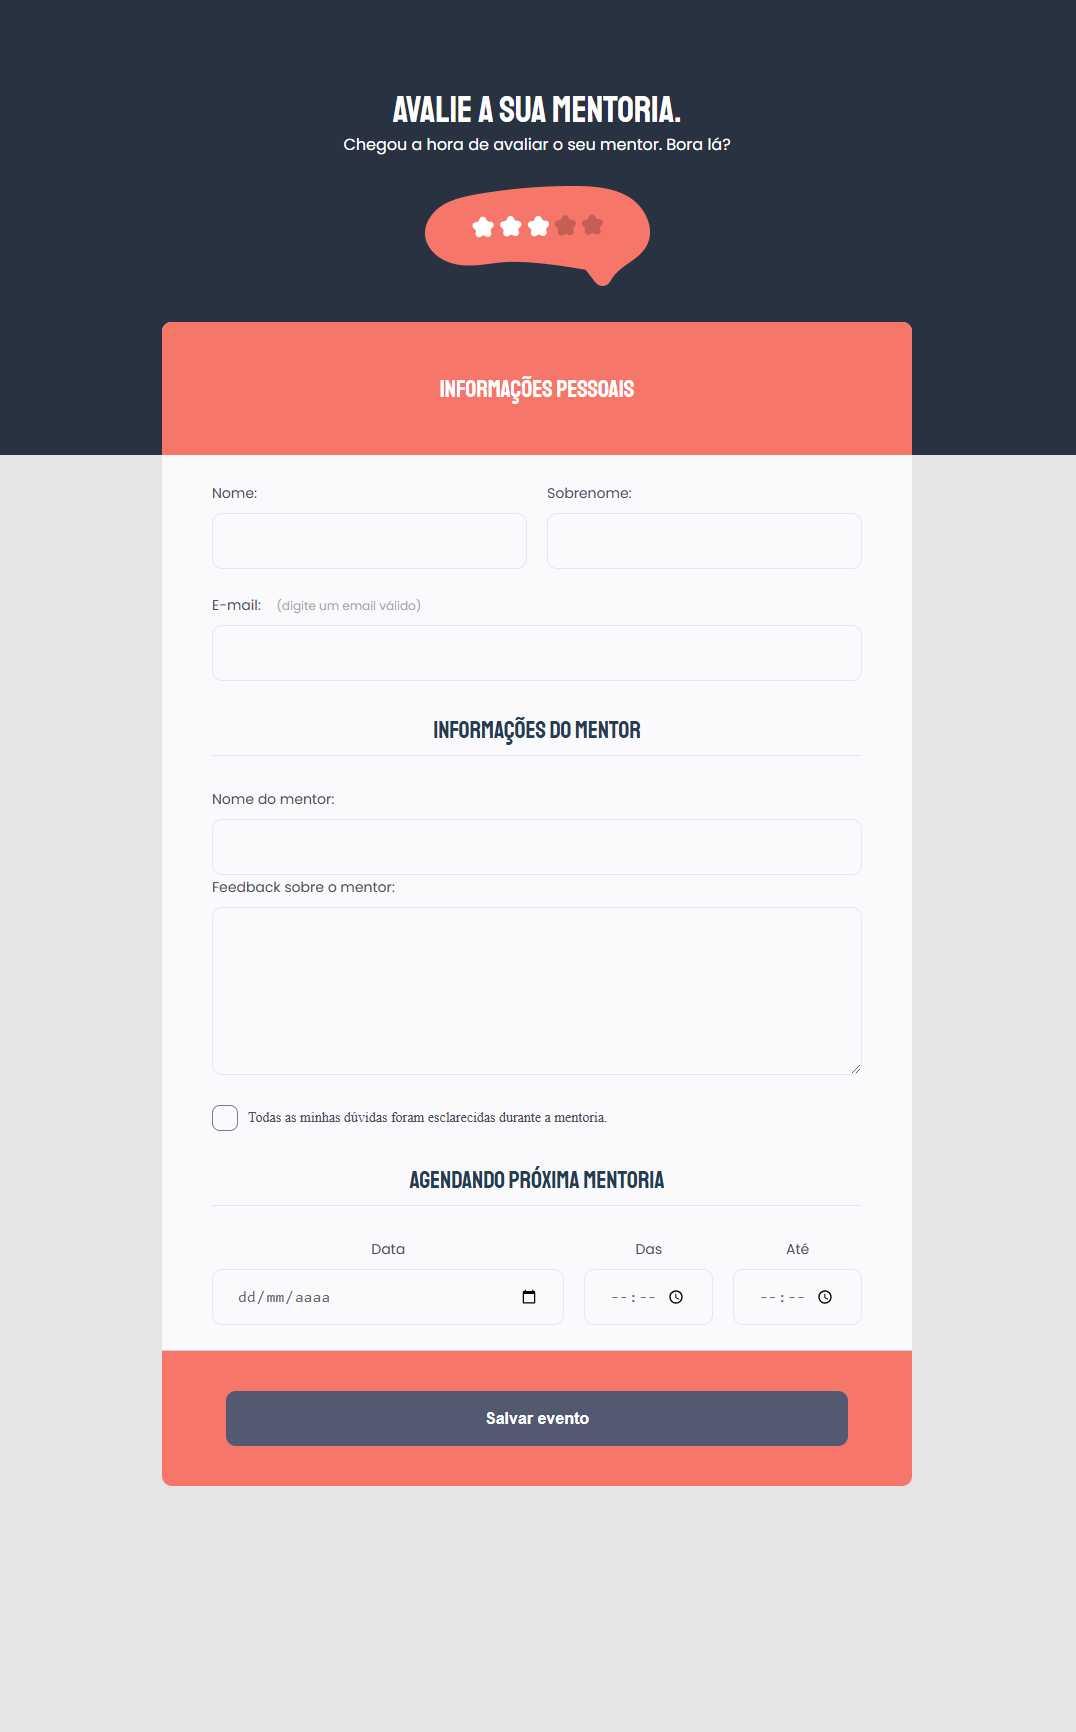 AVALIE A SUA MENTORIA.
Chegou a hora de avaliar o seu mentor. Bora lá?
INFORMAÇÕES PESSOAIS
Nome: Sobrenome:
E-mail: (digite um email válido)
INFORMAÇÕES DO MENTOR
Nome do mentor:
Feedback sobre o mentor:
Todas as minhas dúvidas foram esclarecidas durante a mentoria.
AGENDANDO PRÓXIMA MENTORIA
Data Das Até
dd/mm/aaaa --:-- --:--
Salvar evento